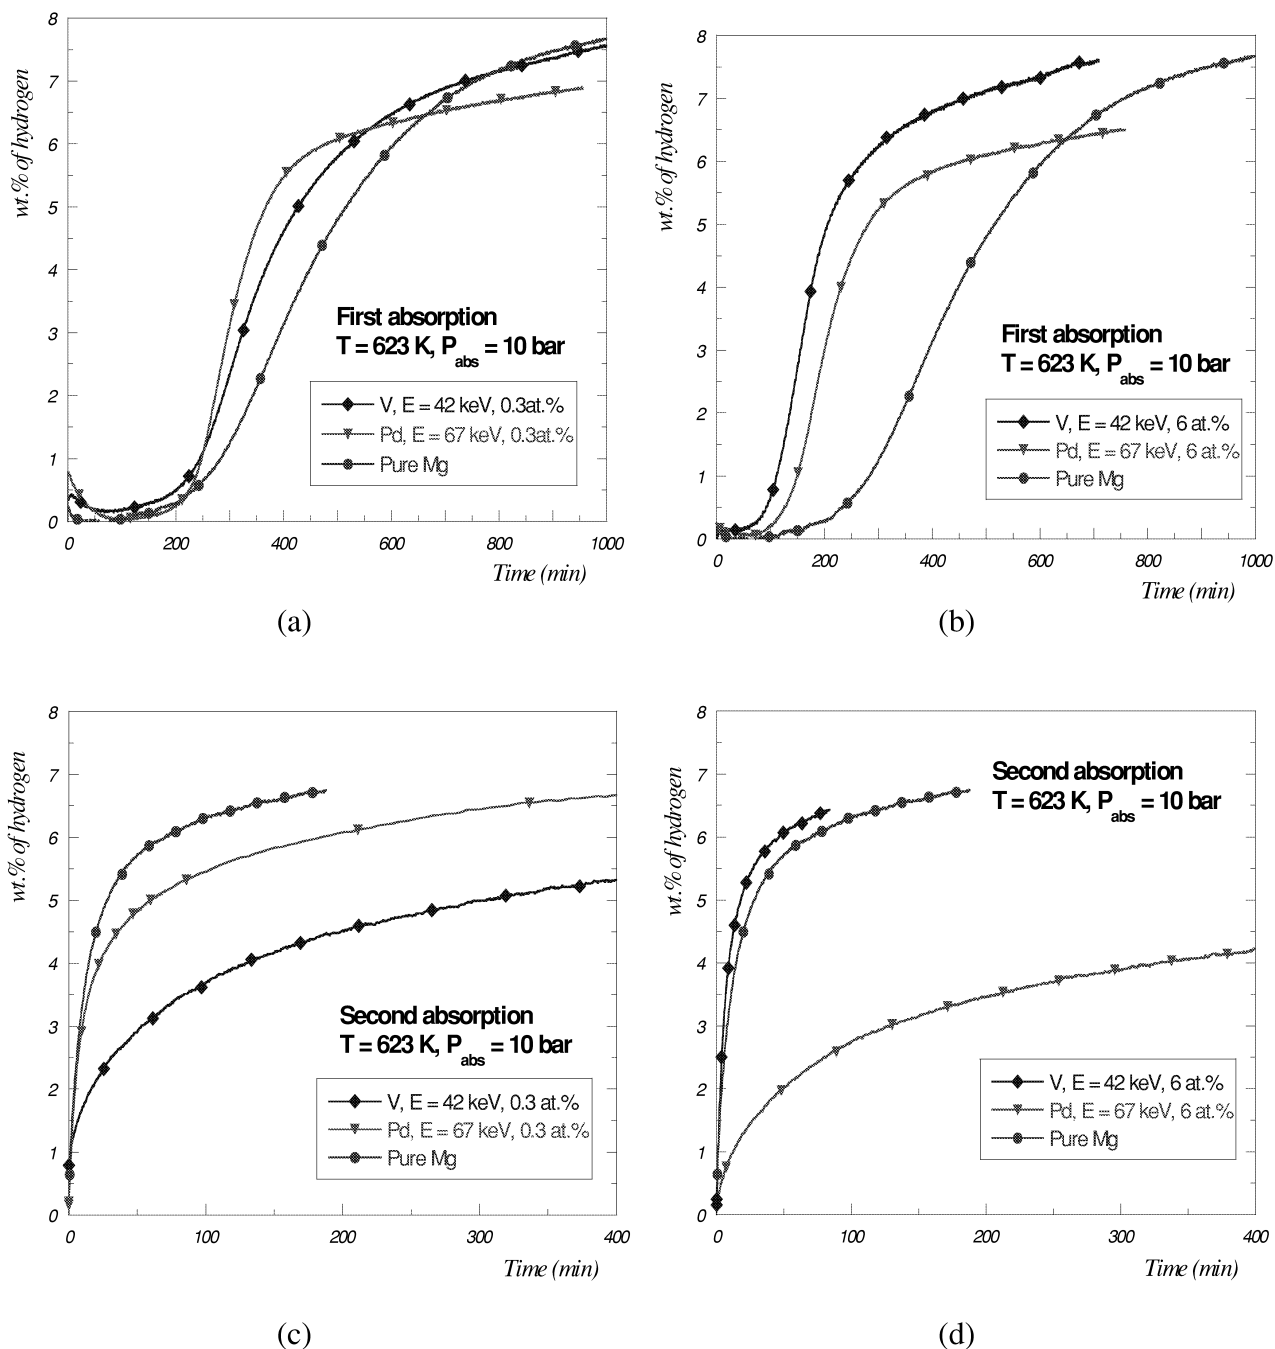 8
7
6
5
4
3
2
1
0
wt.% of hydrogen
First absorption
T = 623 K, Pabs = 10 bar
V, E = 42 keV, 0.3at.%
Pd, E = 67 keV, 0.3at.%
Pure Mg
0 200 400 600 800 1000
Time (min)
(a)
8
7
6
5
4
3
2
1
0
wt.% of hydrogen
First absorption
T = 623 K, Pabs = 10 bar
V, E = 42 keV, 6 at.%
Pd, E = 67 keV, 6 at.%
Pure Mg
0 200 400 600 800 1000
Time (min)
(b)
8
7
6
5
4
3
2
1
0
wt.% of hydrogen
Second absorption
T = 623 K, Pabs = 10 bar
V, E = 42 keV, 0.3 at.%
Pd, E = 67 keV, 0.3 at.%
Pure Mg
0 100 200 300 400
Time (min)
(c)
8
7
6
5
4
3
2
1
0
wt.% of hydrogen
Second absorption
T = 623 K, Pabs = 10 bar
V, E = 42 keV, 6 at.%
Pd, E = 67 keV, 6 at.%
Pure Mg
0 100 200 300 400
Time (min)
(d)